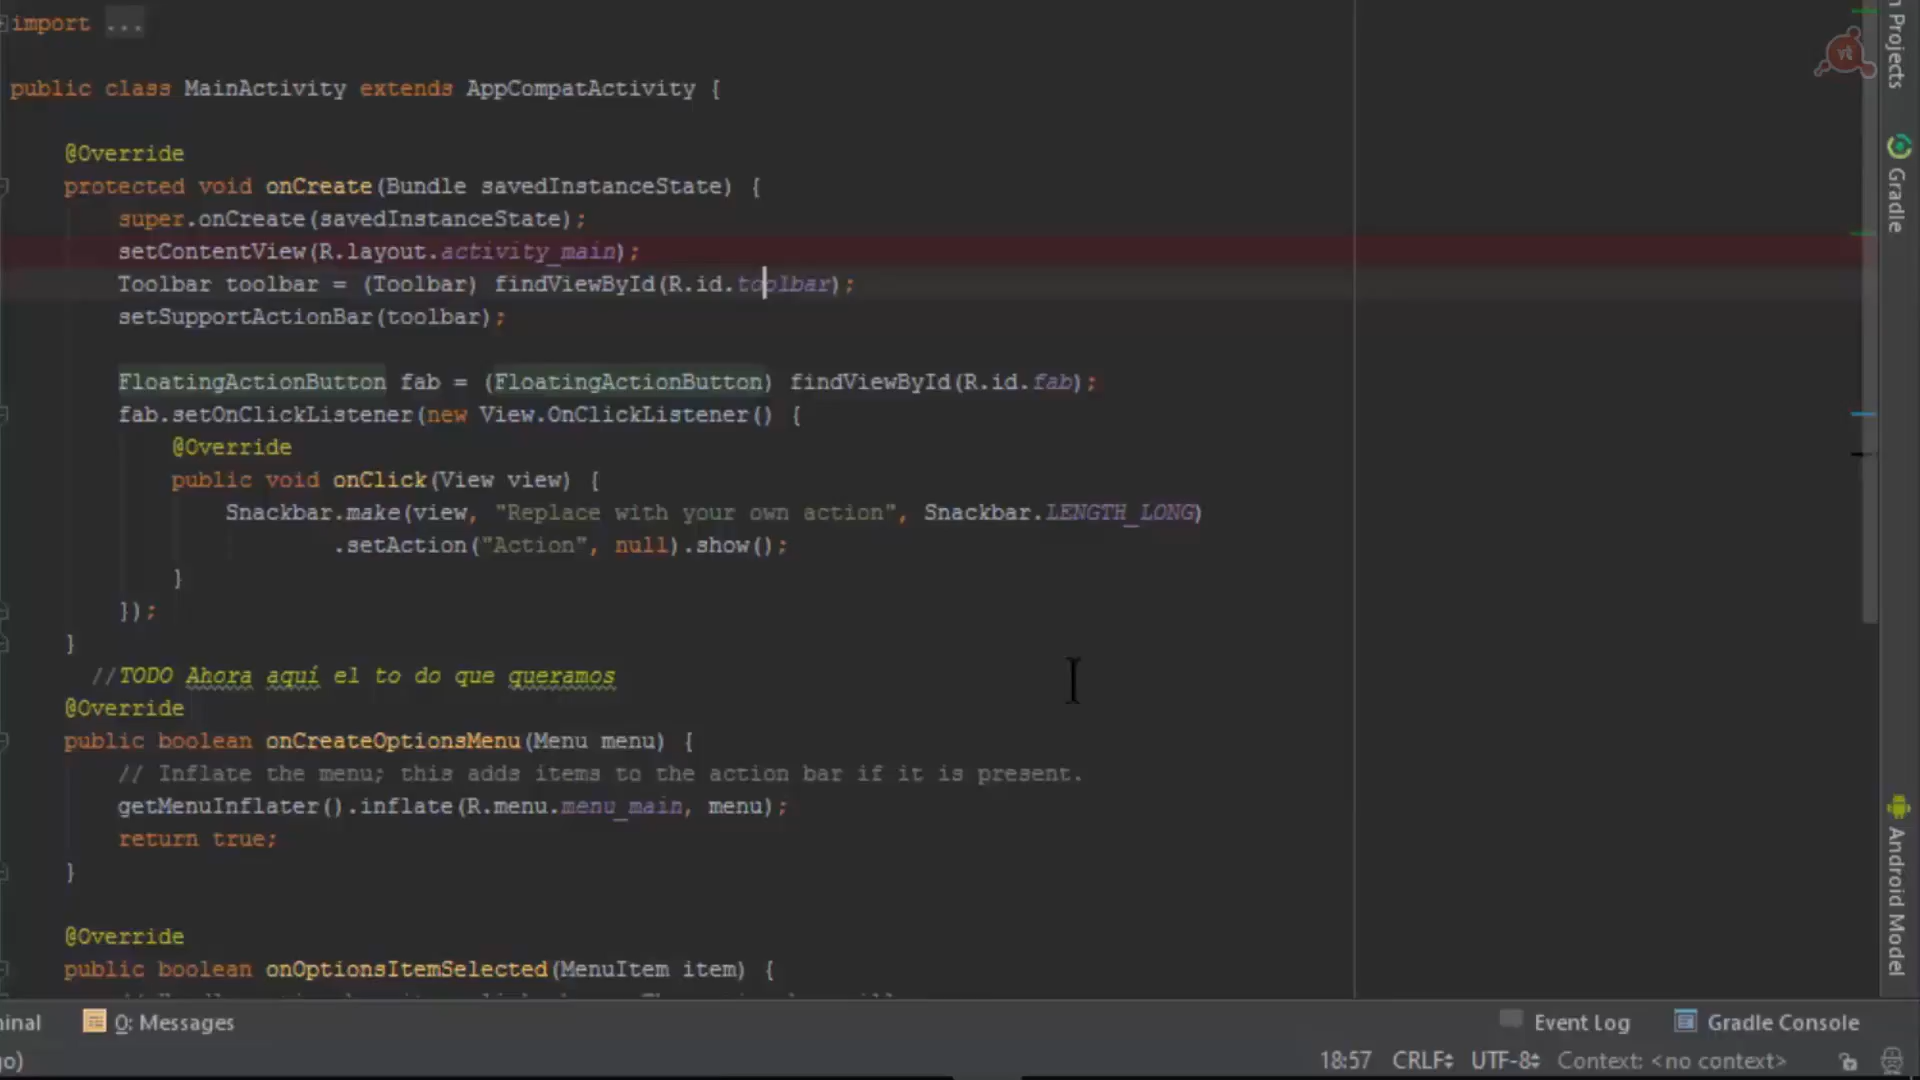 import ...
public class MainActivity extends AppCompatActivity {
@Override
protected void onCreate(Bundle savedInstanceState) {
super.onCreate(savedInstanceState);
setContentView(R.layout.activity_main);
Toolbar toolbar = (Toolbar) findViewById(R.id.toolbar);
setSupportActionBar(toolbar);
FloatingActionButton fab = (FloatingActionButton) findViewById(R.id.fab);
fab.setOnClickListener(new View.OnClickListener() {
@Override
public void onClick(View view) {
Snackbar.make(view, "Replace with your own action", Snackbar.LENGTH_LONG)
.setAction("Action", null).show();
}
});
}
//TODO Ahora aquí el to do que queramos
@Override
public boolean onCreateOptionsMenu(Menu menu) {
// Inflate the menu; this adds items to the action bar if it is present.
getMenuInflater().inflate(R.menu.menu_main, menu);
return true;
}
@Override
public boolean onOptionsItemSelected(MenuItem item) {
Projects
Gradle
Android Model
0: Messages
Event Log
Gradle Console
18:57 CRLF UTF-8 Context: <no context>